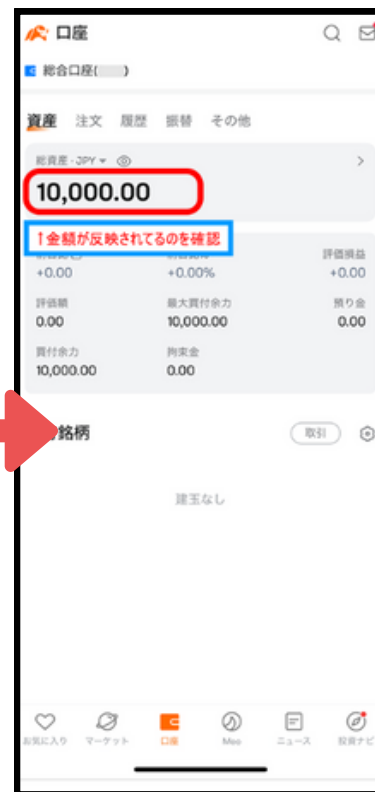 口座
総合口座( )
資産 注文 履歴 振替 その他
総資産・JPY
10,000.00
↑金額が反映されてるのを確認
評価損益
+0.00 +0.00% +0.00
評価額 最大買付余力 預り金
0.00 10,000.00 0.00
買付余力 拘束金
10,000.00 0.00
銘柄 取引
建玉なし
お気に入り マーケット 口座 Moo ニュース 投資ナビ